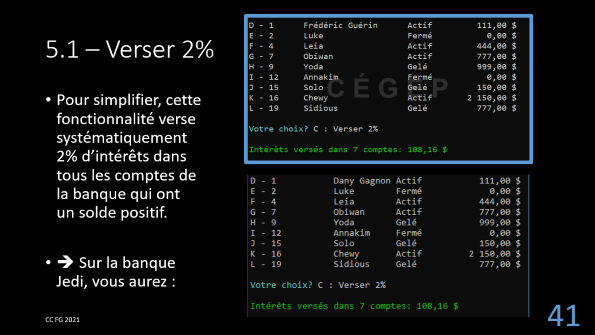 5.1 – Verser 2%
• Pour simplifier, cette
fonctionnalité verse
systématiquement
2% d’intérêts dans
tous les comptes de
la banque qui ont
un solde positif.
• ➔ Sur la banque
Jedi, vous aurez :
D - 1 Frédéric Guérin Actif 111,00 $
E - 2 Luke Fermé 0,00 $
F - 4 Leia Actif 444,00 $
G - 7 Obiwan Actif 777,00 $
H - 9 Yoda Gelé 999,00 $
I - 12 Annakim Fermé 0,00 $
J - 15 Solo Gelé 150,00 $
K - 16 Chewy Actif 2 150,00 $
L - 19 Sidious Gelé 777,00 $
CÉGEP
Votre choix? C : Verser 2%
Intérêts versés dans 7 comptes: 108,16 $
D - 1 Dany Gagnon Actif 111,00 $
E - 2 Luke Fermé 0,00 $
F - 4 Leia Actif 444,00 $
G - 7 Obiwan Actif 777,00 $
H - 9 Yoda Gelé 999,00 $
I - 12 Annakim Fermé 0,00 $
J - 15 Solo Gelé 150,00 $
K - 16 Chewy Actif 2 150,00 $
L - 19 Sidious Gelé 777,00 $
Votre choix? C : Verser 2%
Intérêts versés dans 7 comptes: 108,16 $
CC FG 2021
41